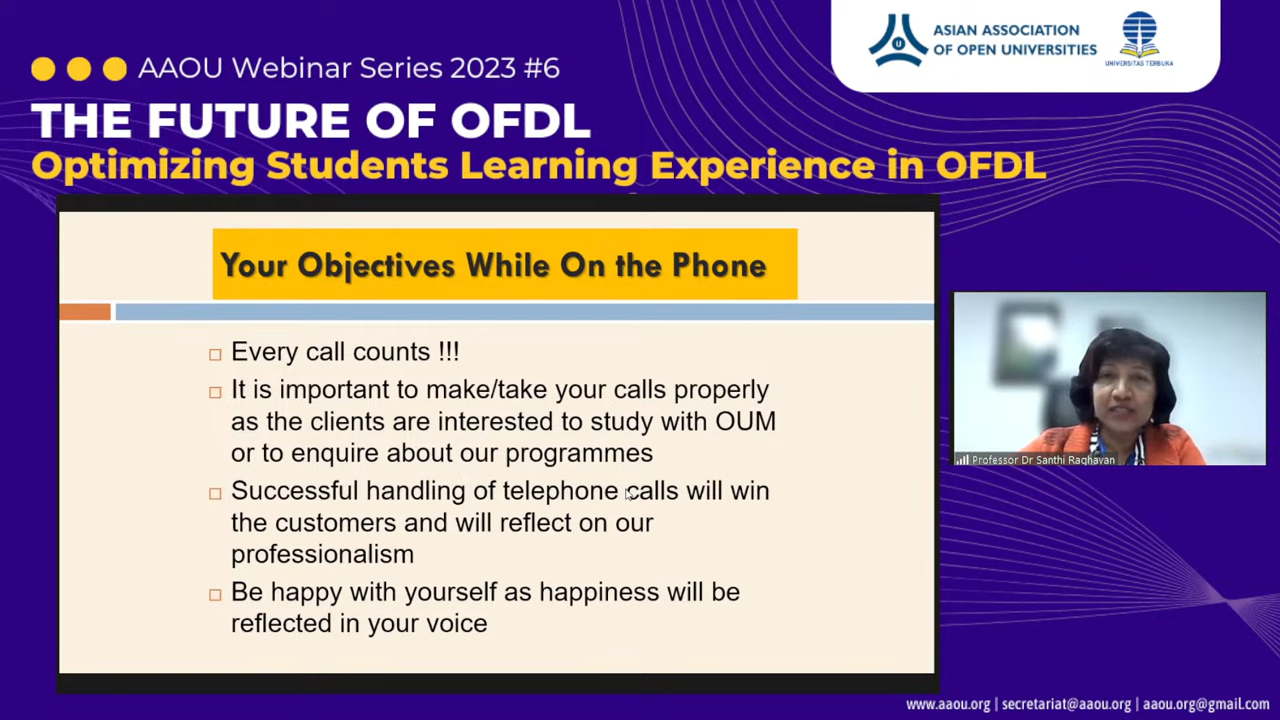 AAOU Webinar Series 2023 #6
THE FUTURE OF OFDL
Optimizing Students Learning Experience in OFDL
ASIAN ASSOCIATION
OF OPEN UNIVERSITIES
U
UNIVERSITAS TERBUKA
Your Objectives While On the Phone
Every call counts !!!
It is important to make/take your calls properly
as the clients are interested to study with OUM
or to enquire about our programmes
Successful handling of telephone calls will win
the customers and will reflect on our
professionalism
Be happy with yourself as happiness will be
reflected in your voice
Professor Dr Santhi Raghavan
www.aaou.org | secretariat@aaou.org | aaou.org@gmail.com